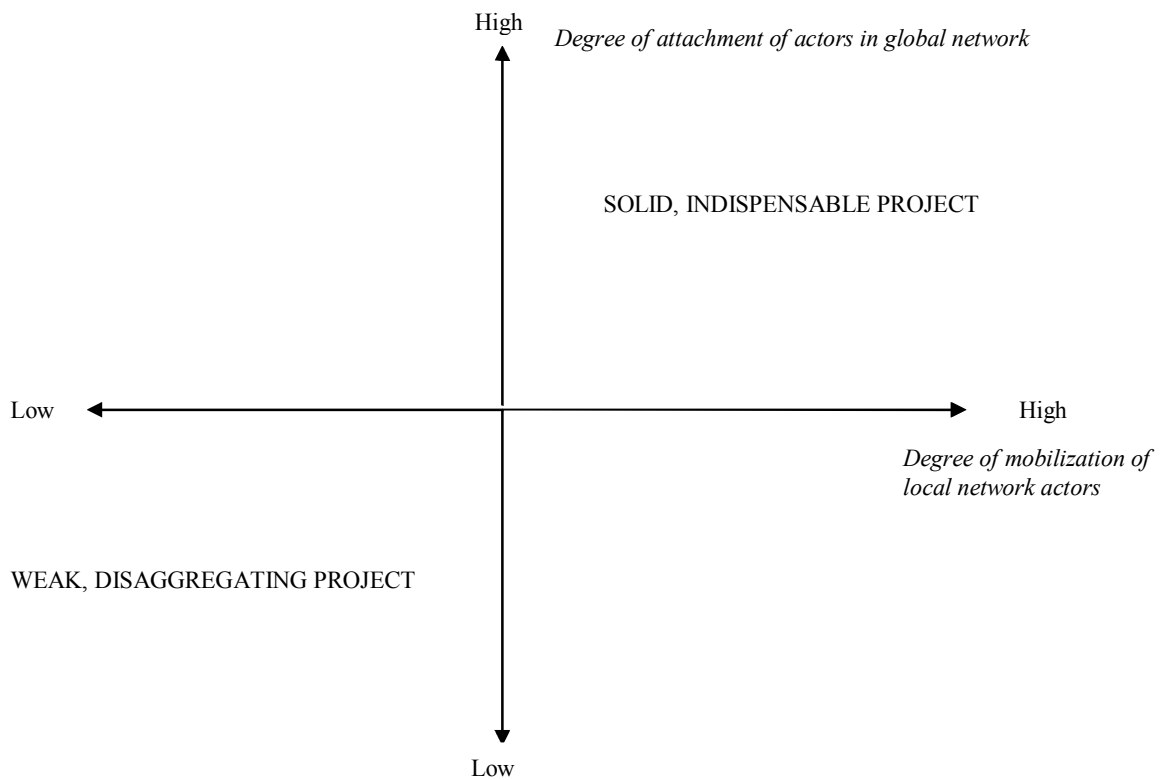 High
Degree of attachment of actors in global network
SOLID, INDISPENSABLE PROJECT
Low
High
Degree of mobilization of
local network actors
WEAK, DISAGGREGATING PROJECT
Low